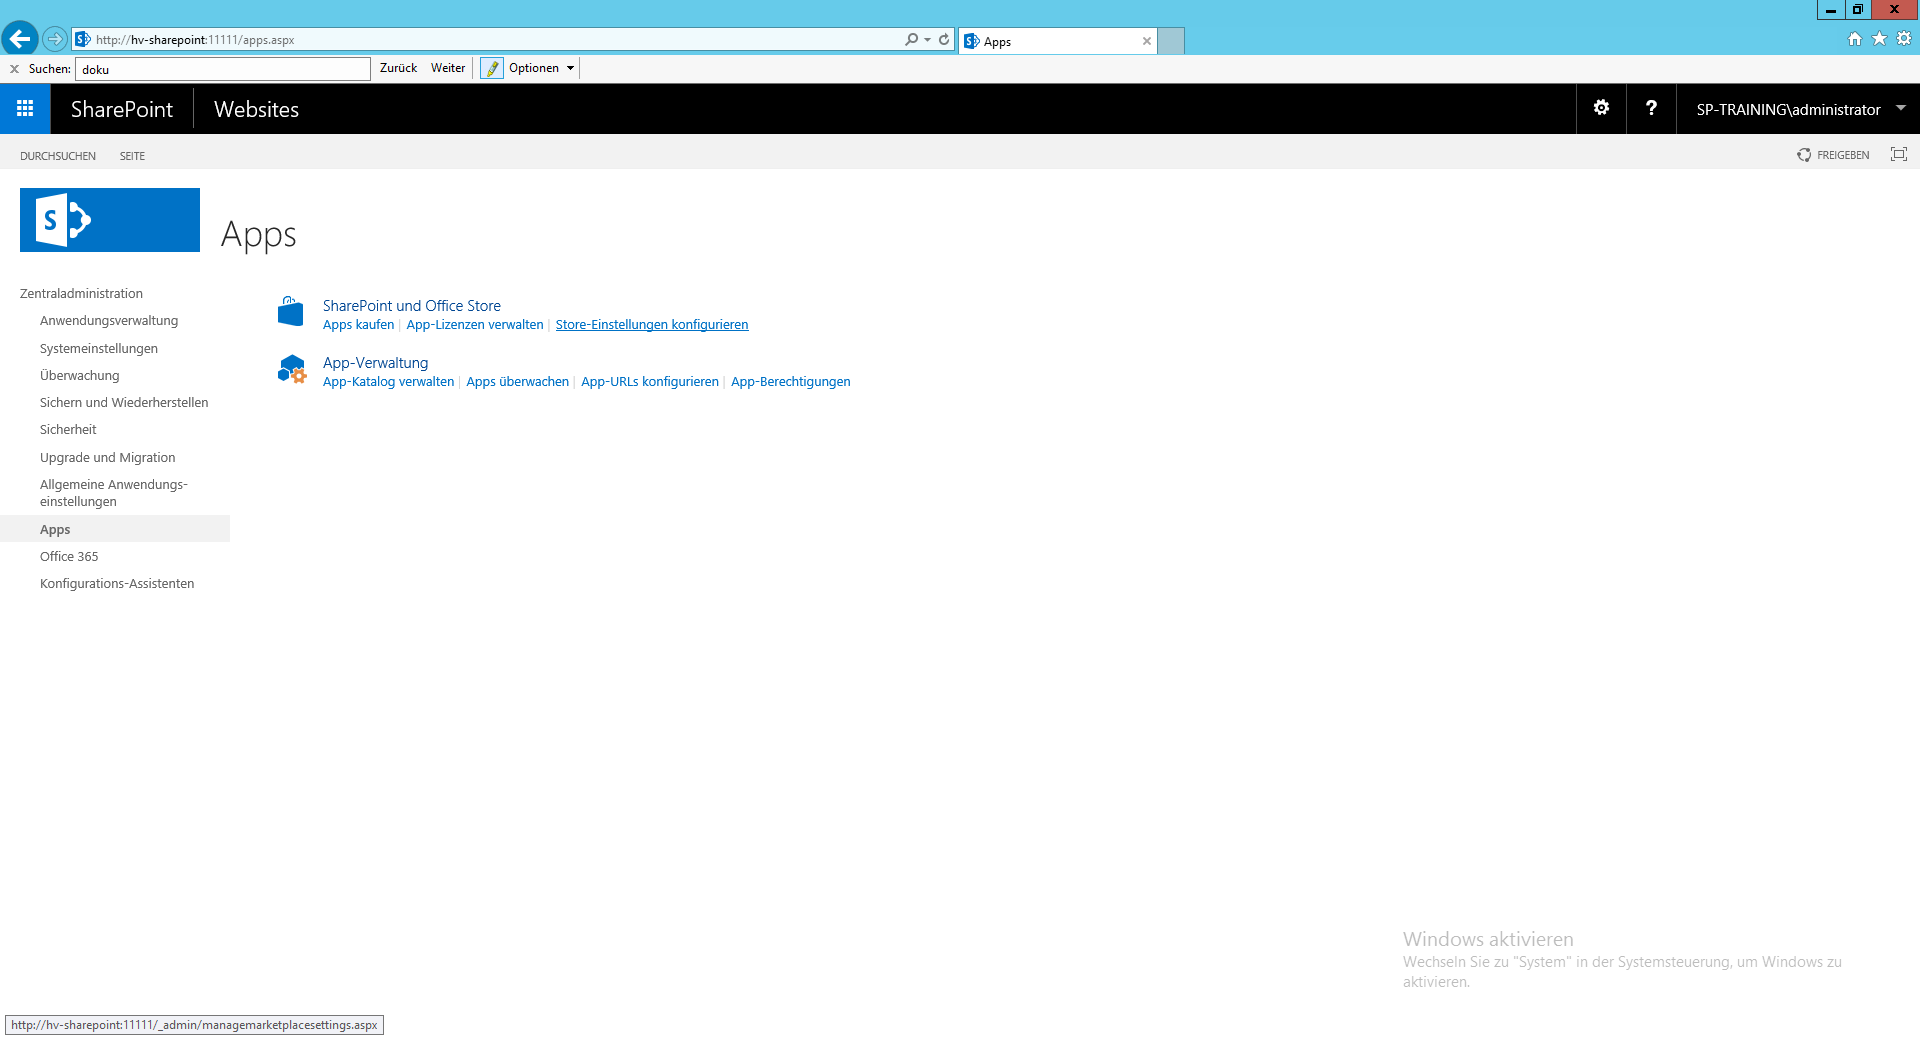 http://hv-sharepoint:11111/apps.aspx
Apps
Suchen: doku Zurück Weiter Optionen
SharePoint Websites
SP-TRAINING\administrator
DURCHSUCHEN SEITE
FREIGEBEN
S
Apps
Zentraladministration
Anwendungsverwaltung
Systemeinstellungen
Überwachung
Sichern und Wiederherstellen
Sicherheit
Upgrade und Migration
Allgemeine Anwendungs-
einstellungen
Apps
Office 365
Konfigurations-Assistenten
SharePoint und Office Store
Apps kaufen | App-Lizenzen verwalten | Store-Einstellungen konfigurieren
App-Verwaltung
App-Katalog verwalten | Apps überwachen | App-URLs konfigurieren | App-Berechtigungen
Windows aktivieren
Wechseln Sie zu "System" in der Systemsteuerung, um Windows zu
aktivieren.
http://hv-sharepoint:11111/_admin/managemarketplacesettings.aspx